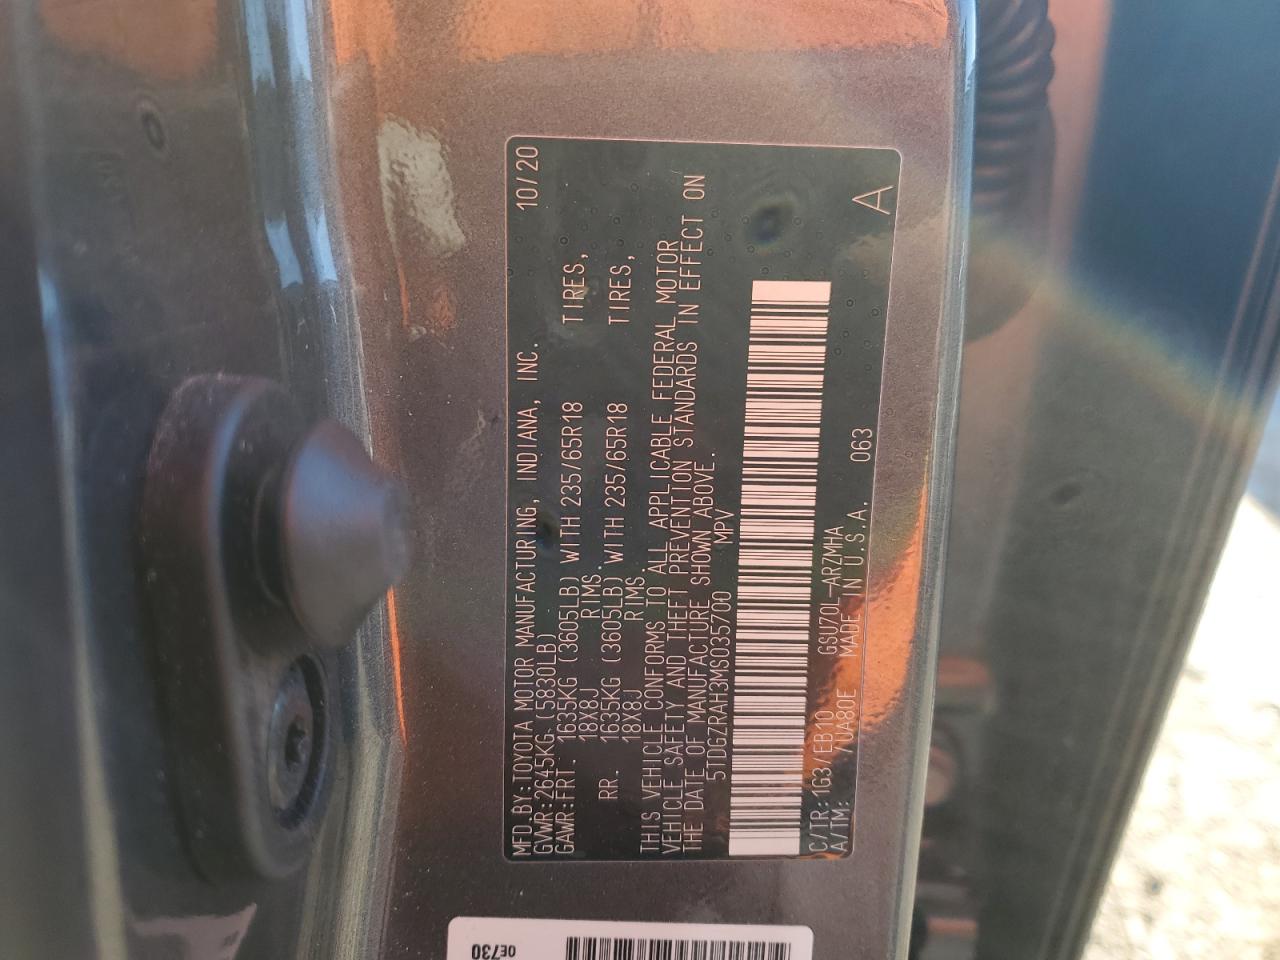 MFD.BY:TOYOTA MOTOR MANUFACTURING, INDIANA, INC. 10/20
GVWR:2645KG (5830LB)
GAWR:FRT. 1635KG (3605LB) WITH 235/65R18 TIRES,
18X8J RIMS.
RR. 1635KG (3605LB) WITH 235/65R18 TIRES,
18X8J RIMS.
THIS VEHICLE CONFORMS TO ALL APPLICABLE FEDERAL MOTOR
VEHICLE SAFETY AND THEFT PREVENTION STANDARDS IN EFFECT ON
THE DATE OF MANUFACTURE SHOWN ABOVE.
5TDGZRAH3MS035700 MPV
C/TR:1G3/EB10 GSU70L-ARZMHA
A/TM: /UA80E MADE IN U.S.A. 063 A
0E730